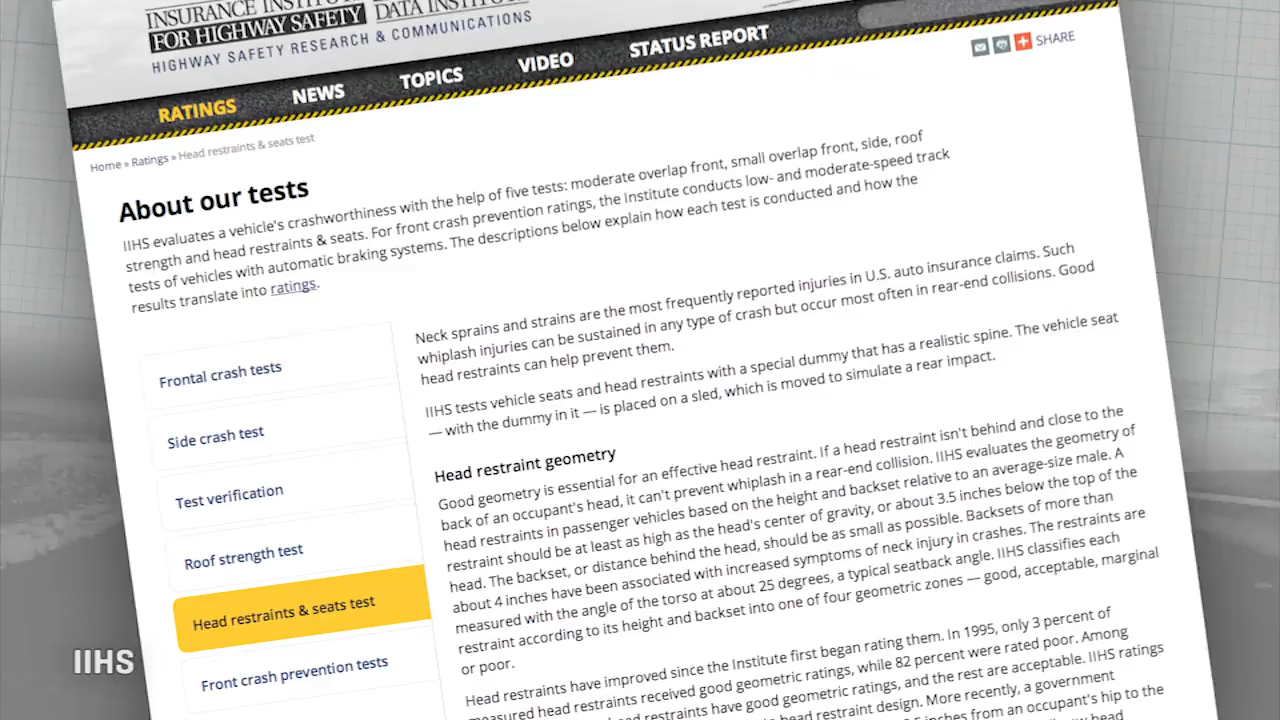 INSURANCE INSTITUTE
DATA INSTITUTE
FOR HIGHWAY SAFETY
HIGHWAY SAFETY RESEARCH & COMMUNICATIONS
RATINGS NEWS TOPICS VIDEO STATUS REPORT
SHARE
Home » Ratings » Head restraints & seats test
About our tests
IIHS evaluates a vehicle's crashworthiness with the help of five tests: moderate overlap front, small overlap front, side, roof
strength and head restraints & seats. For front crash prevention ratings, the Institute conducts low- and moderate-speed track
tests of vehicles with automatic braking systems. The descriptions below explain how each test is conducted and how the
results translate into ratings.
Frontal crash tests
Side crash test
Test verification
Roof strength test
Head restraints & seats test
Front crash prevention tests
Neck sprains and strains are the most frequently reported injuries in U.S. auto insurance claims. Such
whiplash injuries can be sustained in any type of crash but occur most often in rear-end collisions. Good
head restraints can help prevent them.
IIHS tests vehicle seats and head restraints with a special dummy that has a realistic spine. The vehicle seat
— with the dummy in it — is placed on a sled, which is moved to simulate a rear impact.
Head restraint geometry
Good geometry is essential for an effective head restraint. If a head restraint isn't behind and close to the
back of an occupant's head, it can't prevent whiplash in a rear-end collision. IIHS evaluates the geometry of
head restraints in passenger vehicles based on the height and backset relative to an average-size male. A
restraint should be at least as high as the head's center of gravity, or about 3.5 inches below the top of the
head. The backset, or distance behind the head, should be as small as possible. Backsets of more than
about 4 inches have been associated with increased symptoms of neck injury in crashes. The restraints are
measured with the angle of the torso at about 25 degrees, a typical seatback angle. IIHS classifies each
restraint according to its height and backset into one of four geometric zones — good, acceptable, marginal
or poor.
Head restraints have improved since the Institute first began rating them. In 1995, only 3 percent of
measured head restraints received good geometric ratings, while 82 percent were rated poor. Among
restraints have good geometric ratings, and the rest are acceptable. IIHS ratings
head restraint design. More recently, a government
inches from an occupant's hip to the
head
IIHS